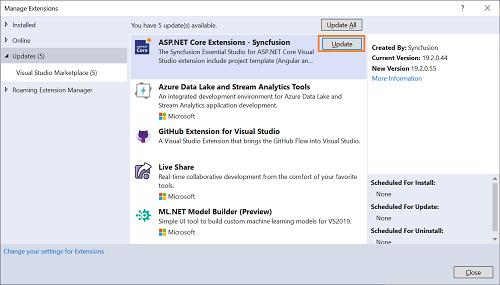 Manage Extensions
? ×
Installed
Online
Updates (5)
Visual Studio Marketplace (5)
Roaming Extension Manager
You have 5 update(s) available.
Update All
ASP.NET Core Extensions - Syncfusion
The Syncfusion Essential Studio for ASP.NET Core Visual
Studio extension include project template (Angular an...
Update
Azure Data Lake and Stream Analytics Tools
An integrated development environment for Azure Data Lake and
Stream Analytics application development.
Microsoft
GitHub Extension for Visual Studio
A Visual Studio Extension that brings the GitHub Flow into Visual Studio.
Live Share
Real-time collaborative development from the comfort of your favorite
tools.
Microsoft
ML.NET Model Builder (Preview)
Simple UI tool to build custom machine learning models for VS2019.
Microsoft
Created By: Syncfusion
Current Version: 19.2.0.44
New Version: 19.2.0.55
More Information
Scheduled For Install:
None
Scheduled For Update:
None
Scheduled For Uninstall:
None
Change your settings for Extensions
Close